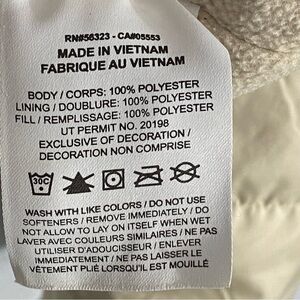 RN#56323 - CA#05553
MADE IN VIETNAM
FABRIQUE AU VIETNAM
BODY / CORPS: 100% POLYESTER
LINING / DOUBLURE: 100% POLYESTER
FILL / REMPLISSAGE: 100% POLYESTER
UT PERMIT NO. 20198
EXCLUSIVE OF DECORATION /
DECORATION NON COMPRISE
30C
WASH WITH LIKE COLORS / DO NOT USE
SOFTENERS / REMOVE IMMEDIATELY / DO
NOT ALLOW TO LAY ON ITSELF WHEN WET
LAVER AVEC COULEURS SIMILAIRES / NE PAS
UTILISER D'ADOUCISSEUR / ENLEVER
IMMEDIATEMENT / NE PAS LAISSER LE
VÊTEMENT PLIÉ LORSQU'IL EST MOUILLÉ